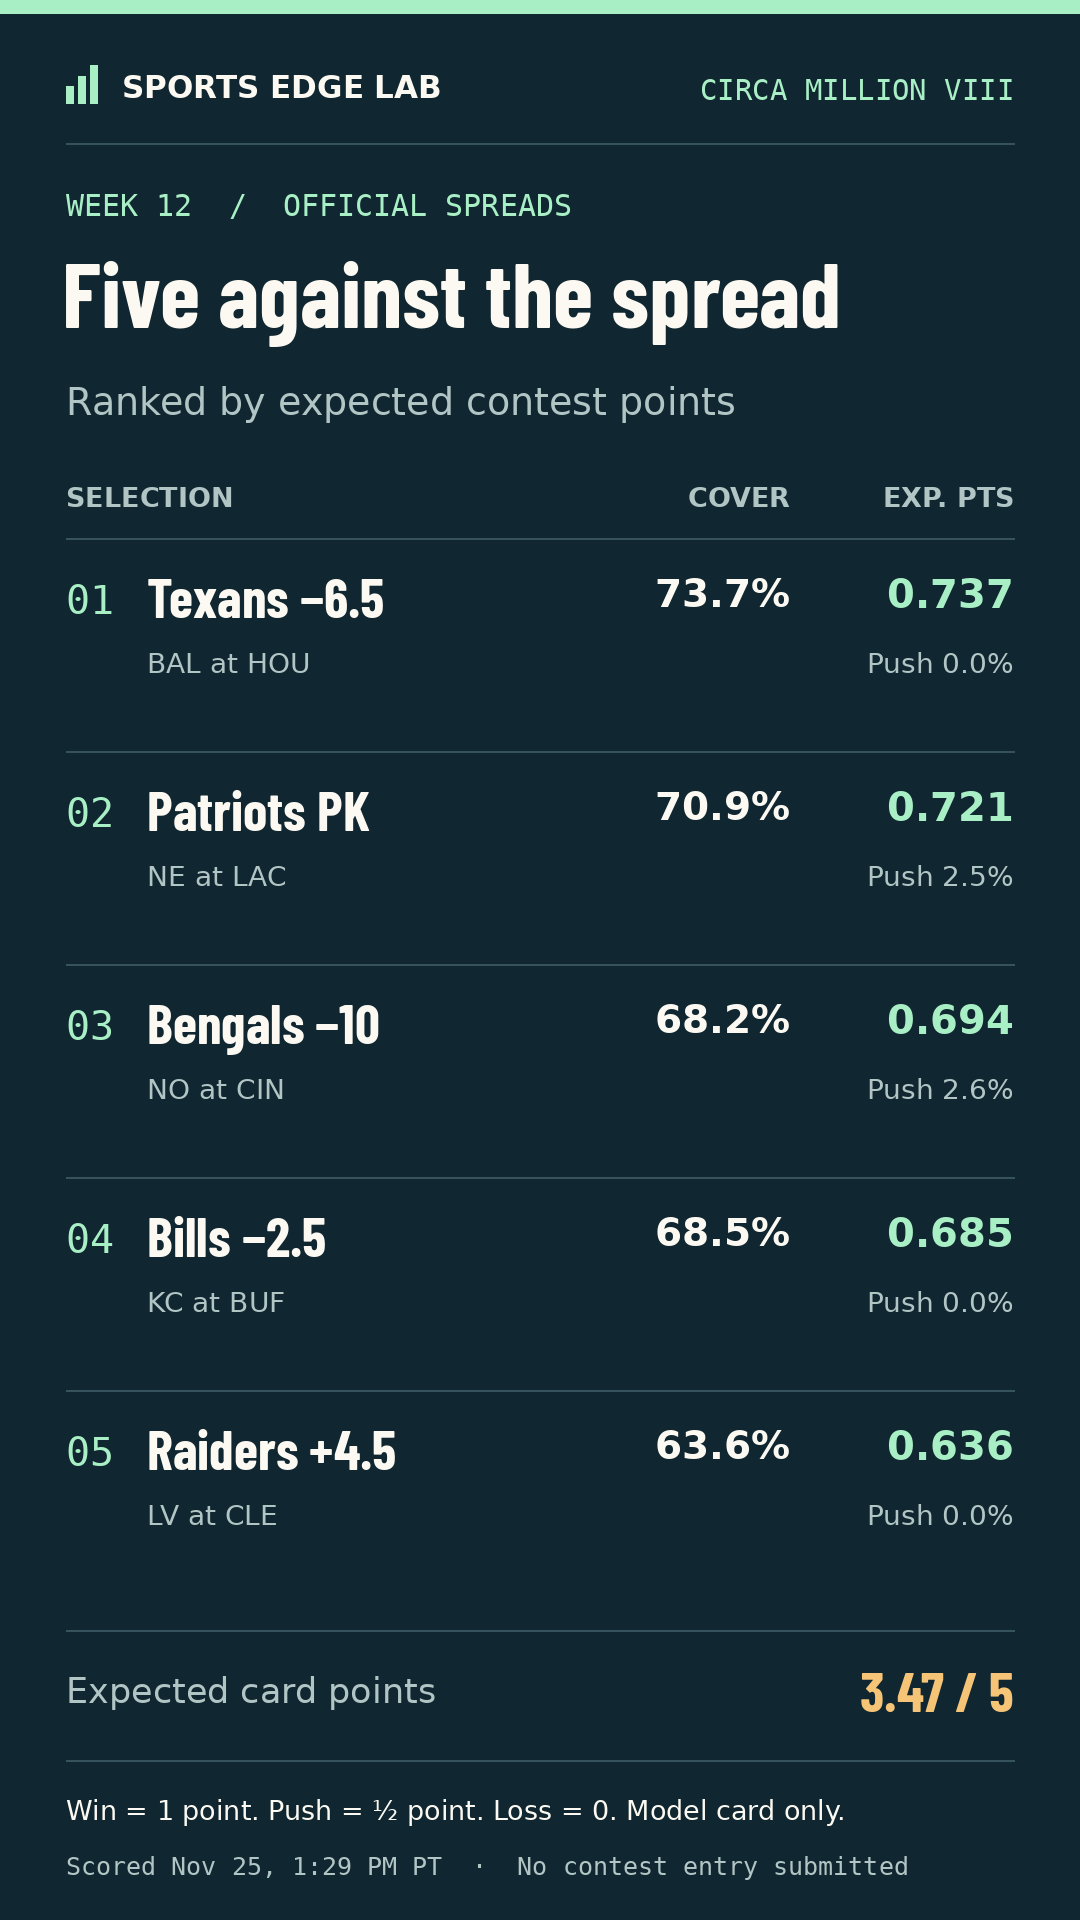 SPORTS EDGE LAB
CIRCA MILLION VIII
WEEK 12 / OFFICIAL SPREADS
Five against the spread
Ranked by expected contest points
SELECTION COVER EXP. PTS
01 Texans −6.5 73.7% 0.737
BAL at HOU Push 0.0%
02 Patriots PK 70.9% 0.721
NE at LAC Push 2.5%
03 Bengals −10 68.2% 0.694
NO at CIN Push 2.6%
04 Bills −2.5 68.5% 0.685
KC at BUF Push 0.0%
05 Raiders +4.5 63.6% 0.636
LV at CLE Push 0.0%
Expected card points 3.47 / 5
Win = 1 point. Push = ½ point. Loss = 0. Model card only.
Scored Nov 25, 1:29 PM PT · No contest entry submitted